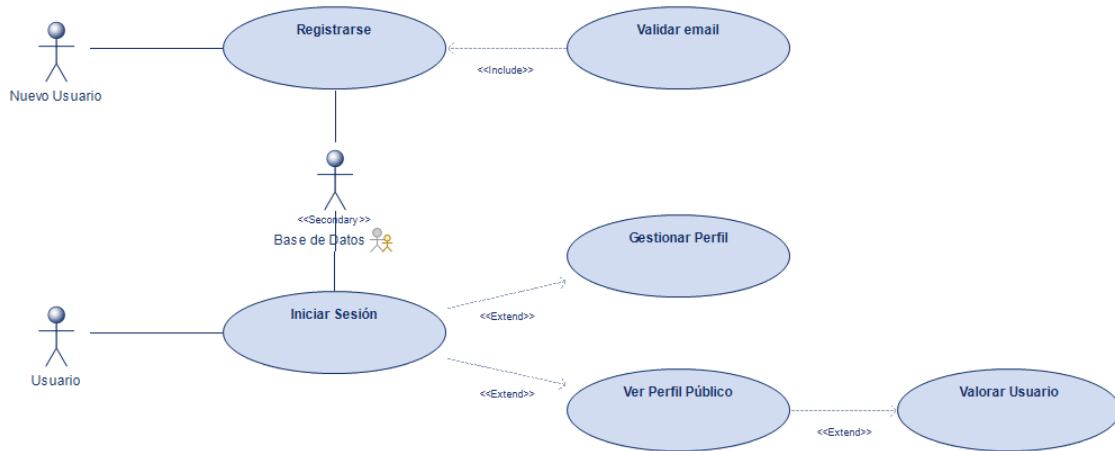 Registrarse
Validar email
<<Include>>
Nuevo Usuario
<<Secondary>>
Base de Datos
Gestionar Perfil
<<Extend>>
Iniciar Sesión
Usuario
<<Extend>>
Ver Perfil Público
Valorar Usuario
<<Extend>>